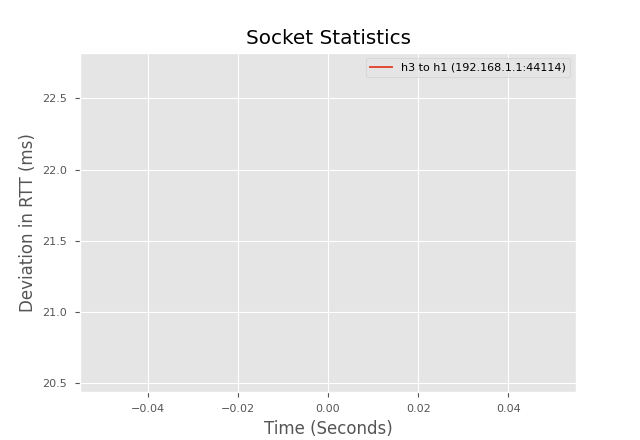 Socket Statistics
h3 to h1 (192.168.1.1:44114)
Deviation in RTT (ms)
22.5
22.0
21.5
21.0
20.5
−0.04
−0.02
0.00
0.02
0.04
Time (Seconds)